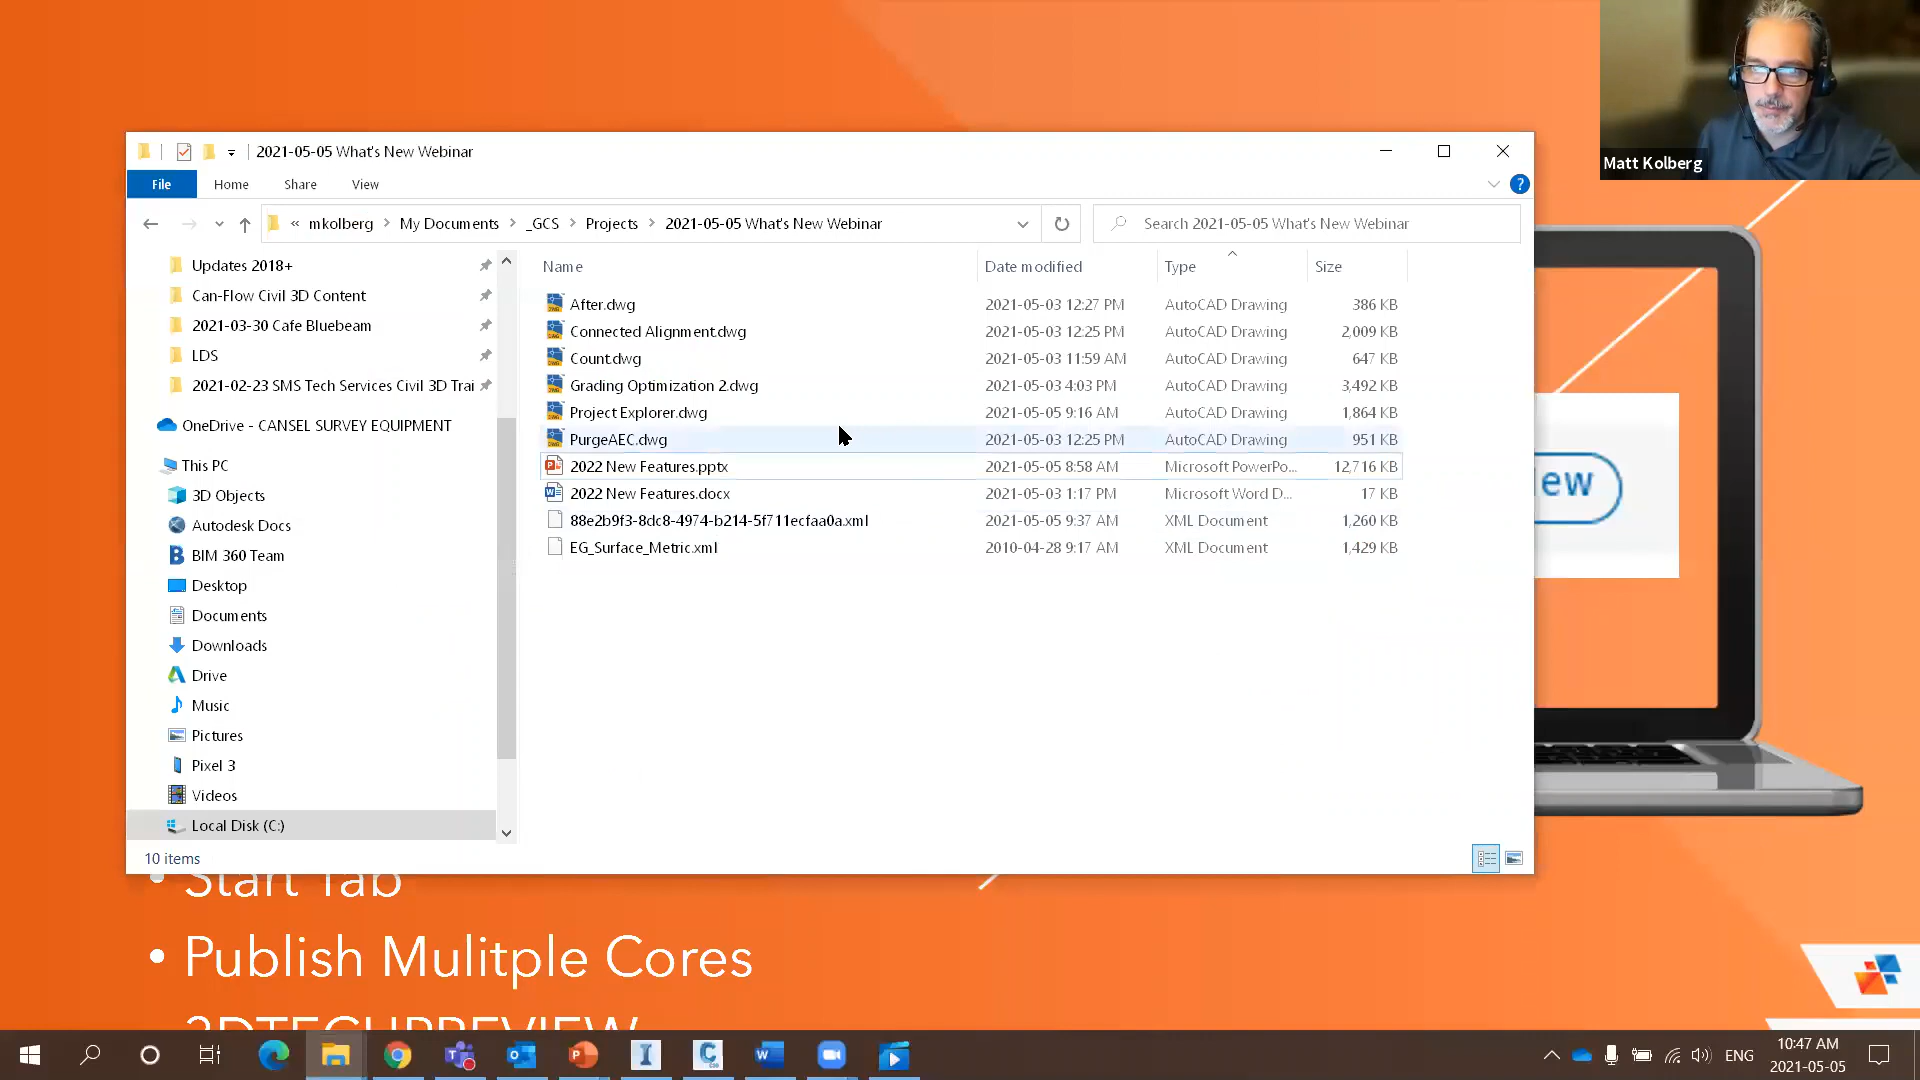 2021-05-05 What's New Webinar
Matt Kolberg
File Home Share View
« mkolberg > My Documents > _GCS > Projects > 2021-05-05 What's New Webinar
Search 2021-05-05 What's New Webinar
Updates 2018+
Can-Flow Civil 3D Content
2021-03-30 Cafe Bluebeam
LDS
2021-02-23 SMS Tech Services Civil 3D Trai
OneDrive - CANSEL SURVEY EQUIPMENT
This PC
3D Objects
Autodesk Docs
BIM 360 Team
Desktop
Documents
Downloads
Drive
Music
Pictures
Pixel 3
Videos
Local Disk (C:)
Name Date modified Type Size
After.dwg 2021-05-03 12:27 PM AutoCAD Drawing 386 KB
Connected Alignment.dwg 2021-05-03 12:25 PM AutoCAD Drawing 2,009 KB
Count.dwg 2021-05-03 11:59 AM AutoCAD Drawing 647 KB
Grading Optimization 2.dwg 2021-05-03 4:03 PM AutoCAD Drawing 3,492 KB
Project Explorer.dwg 2021-05-05 9:16 AM AutoCAD Drawing 1,864 KB
PurgeAEC.dwg 2021-05-03 12:25 PM AutoCAD Drawing 951 KB
2022 New Features.pptx 2021-05-05 8:58 AM Microsoft PowerPo... 12,716 KB
2022 New Features.docx 2021-05-03 1:17 PM Microsoft Word D... 17 KB
88e2b9f3-8dc8-4974-b214-5f711ecfaa0a.xml 2021-05-05 9:37 AM XML Document 1,260 KB
EG_Surface_Metric.xml 2010-04-28 9:17 AM XML Document 1,429 KB
ew
10 items
• Start Tab
• Publish Mulitple Cores
3DTECHPREVIEW
ENG
10:47 AM
2021-05-05